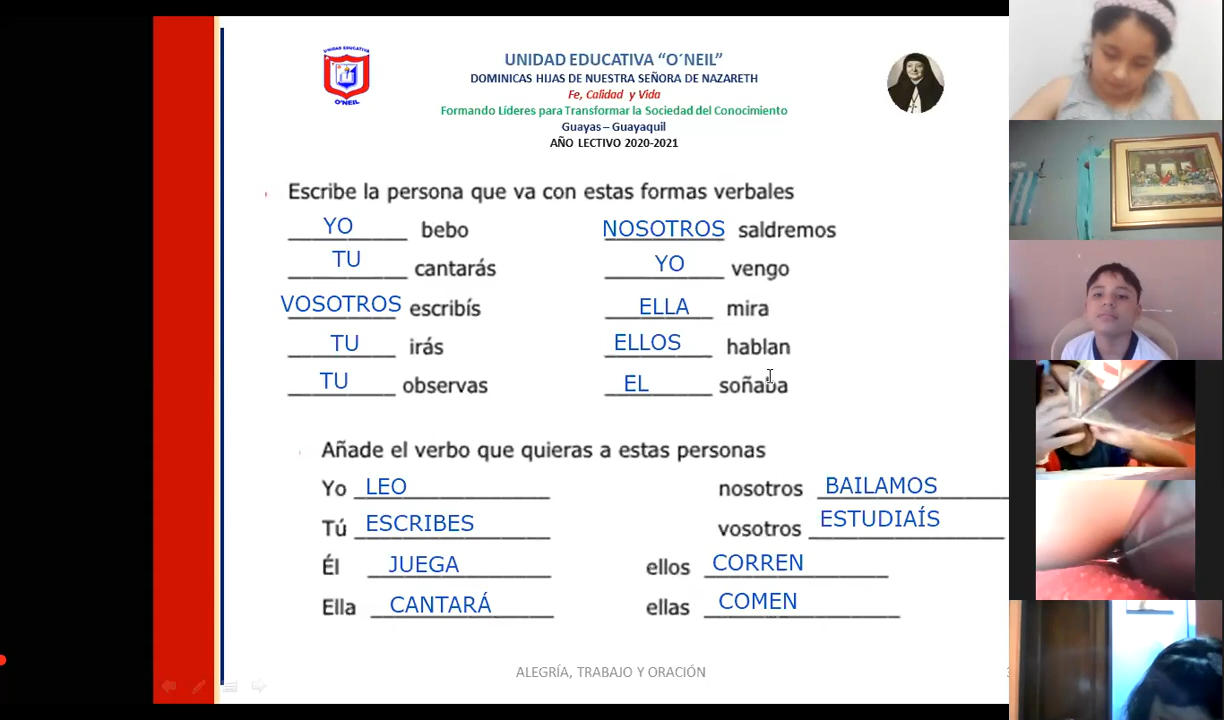 UNIDAD EDUCATIVA
O´NEIL
UNIDAD EDUCATIVA “O´NEIL”
DOMINICAS HIJAS DE NUESTRA SEÑORA DE NAZARETH
Fe, Calidad y Vida
Formando Líderes para Transformar la Sociedad del Conocimiento
Guayas – Guayaquil
AÑO LECTIVO 2020-2021
Escribe la persona que va con estas formas verbales
YO bebo NOSOTROS saldremos
TU cantarás YO vengo
VOSOTROS escribís ELLA mira
TU irás ELLOS hablan
TU observas EL soñaba
Añade el verbo que quieras a estas personas
Yo LEO nosotros BAILAMOS
Tú ESCRIBES vosotros ESTUDIAÍS
Él JUEGA ellos CORREN
Ella CANTARÁ ellas COMEN
ALEGRÍA, TRABAJO Y ORACIÓN